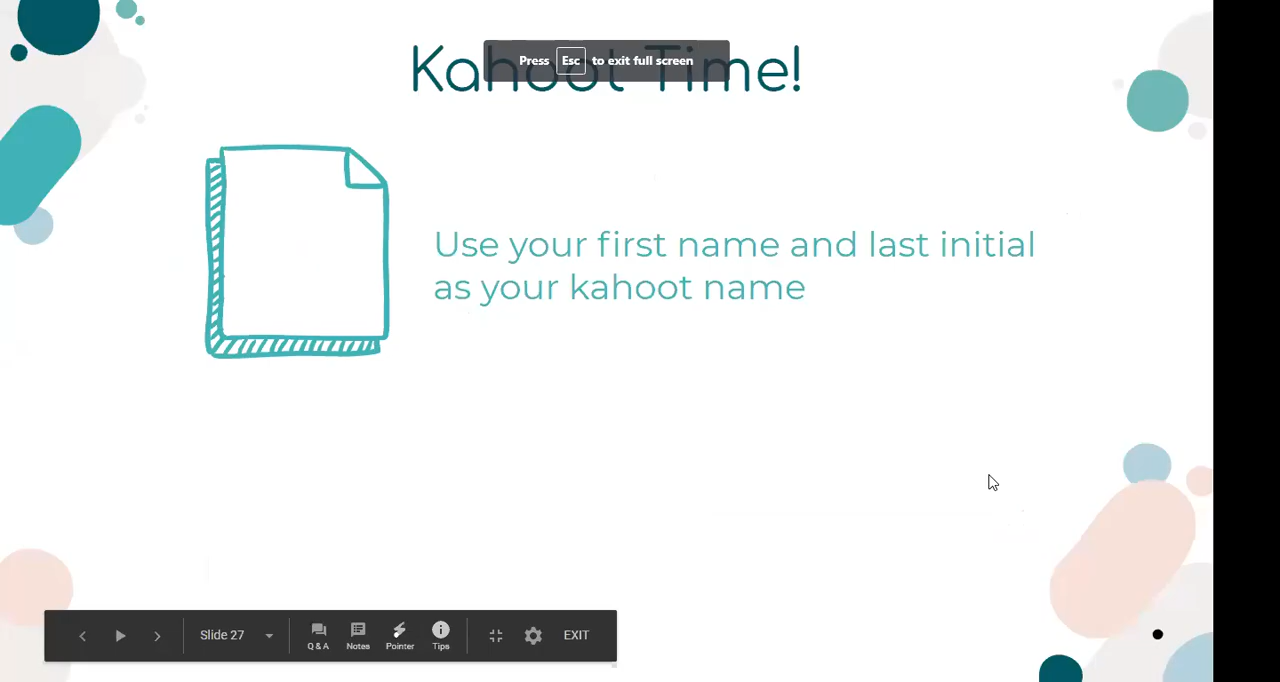 Kahoot Time!
Press Esc to exit full screen
Use your first name and last initial
as your kahoot name
Slide 27
Q & A
Notes
Pointer
Tips
EXIT